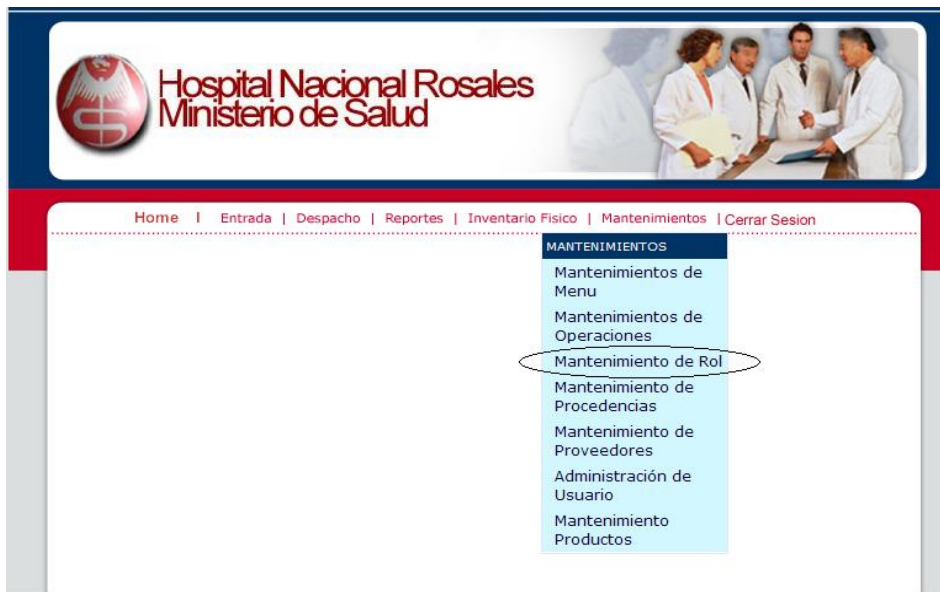 Hospital Nacional Rosales
Ministerio de Salud
Home | Entrada | Despacho | Reportes | Inventario Fisico | Mantenimientos | Cerrar Sesion
MANTENIMIENTOS
Mantenimientos de
Menu
Mantenimientos de
Operaciones
Mantenimiento de Rol
Mantenimiento de
Procedencias
Mantenimiento de
Proveedores
Administración de
Usuario
Mantenimiento
Productos